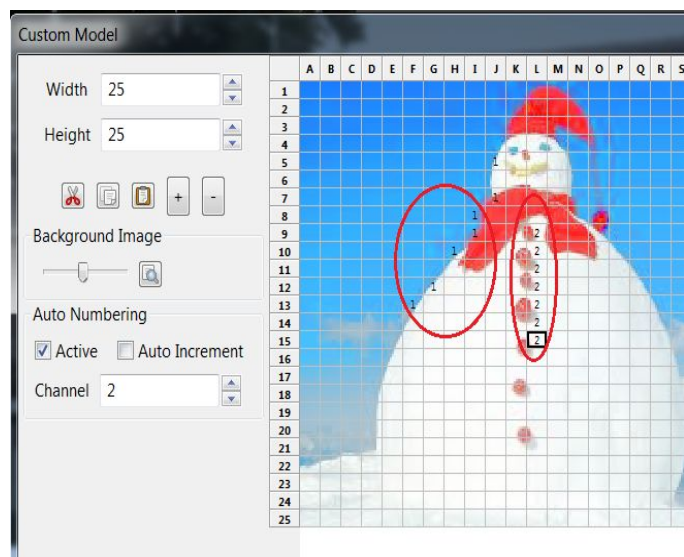 Custom Model
Width 25
Height 25
+ -
Background Image
Auto Numbering
Active Auto Increment
Channel 2
A B C D E F G H I J K L M N O P Q R S
1
2
3
4
5 1
6
7 1
8 1
9 1 2
10 1 2
11 2
12 1 2
13 1 2
14 2
15 2
16
17
18
19
20
21
22
23
24
25